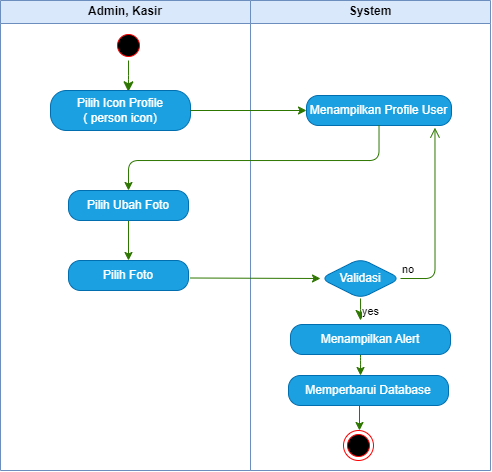 Admin, Kasir
System
Pilih Icon Profile
( person icon)
Menampilkan Profile User
Pilih Ubah Foto
Pilih Foto
Validasi
no
yes
Menampilkan Alert
Memperbarui Database